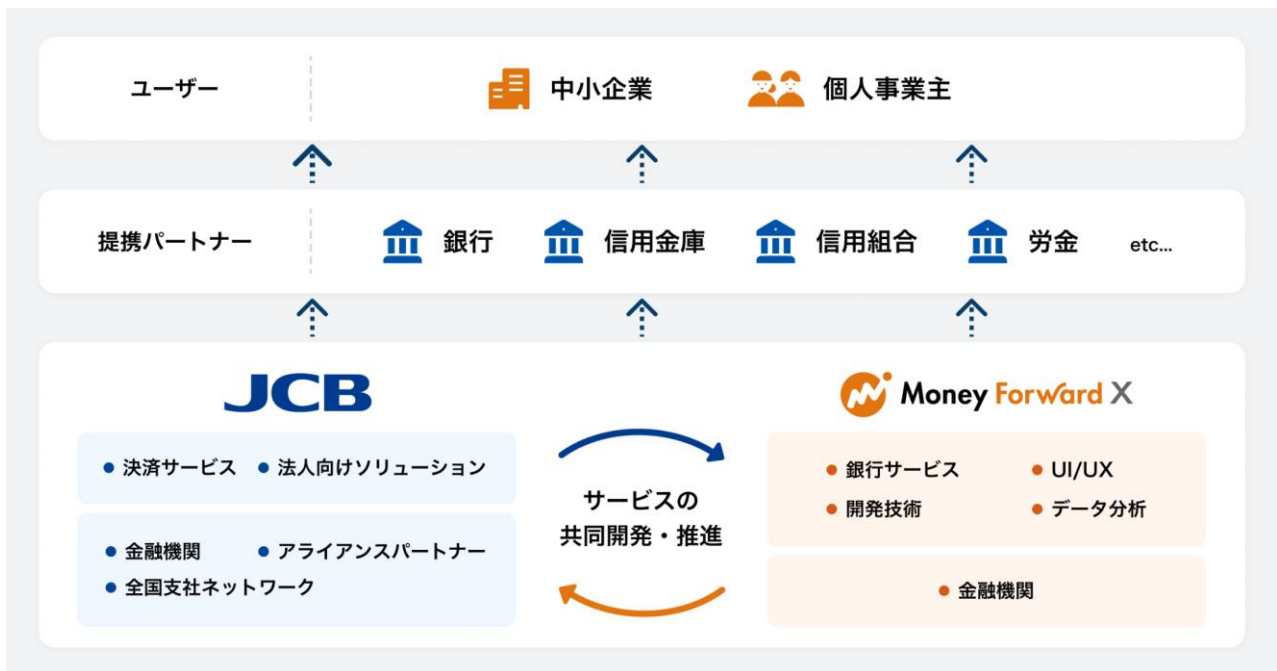 ユーザー
中小企業
個人事業主
提携パートナー
銀行
信用金庫
信用組合
労金
etc...
JCB
決済サービス
法人向けソリューション
金融機関
アライアンスパートナー
全国支社ネットワーク
サービスの
共同開発・推進
Money Forward X
銀行サービス
UI/UX
開発技術
データ分析
金融機関